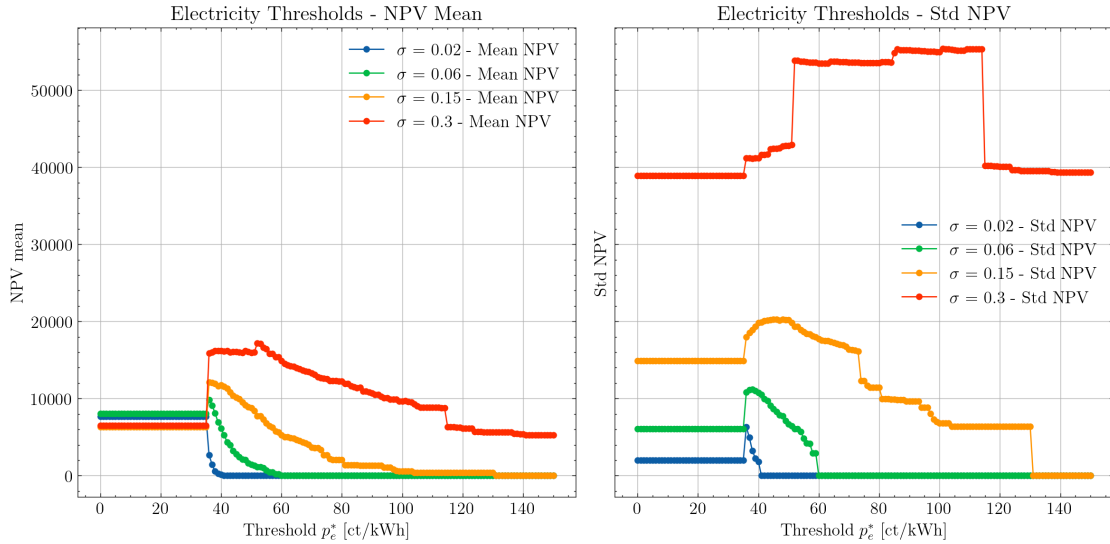 Electricity Thresholds - NPV Mean
σ = 0.02 - Mean NPV
σ = 0.06 - Mean NPV
σ = 0.15 - Mean NPV
σ = 0.3 - Mean NPV
NPV mean
50000
40000
30000
20000
10000
0
0 20 40 60 80 100 120 140
Threshold p*e [ct/kWh]
Electricity Thresholds - Std NPV
Std NPV
σ = 0.02 - Std NPV
σ = 0.06 - Std NPV
σ = 0.15 - Std NPV
σ = 0.3 - Std NPV
0 20 40 60 80 100 120 140
Threshold p*e [ct/kWh]